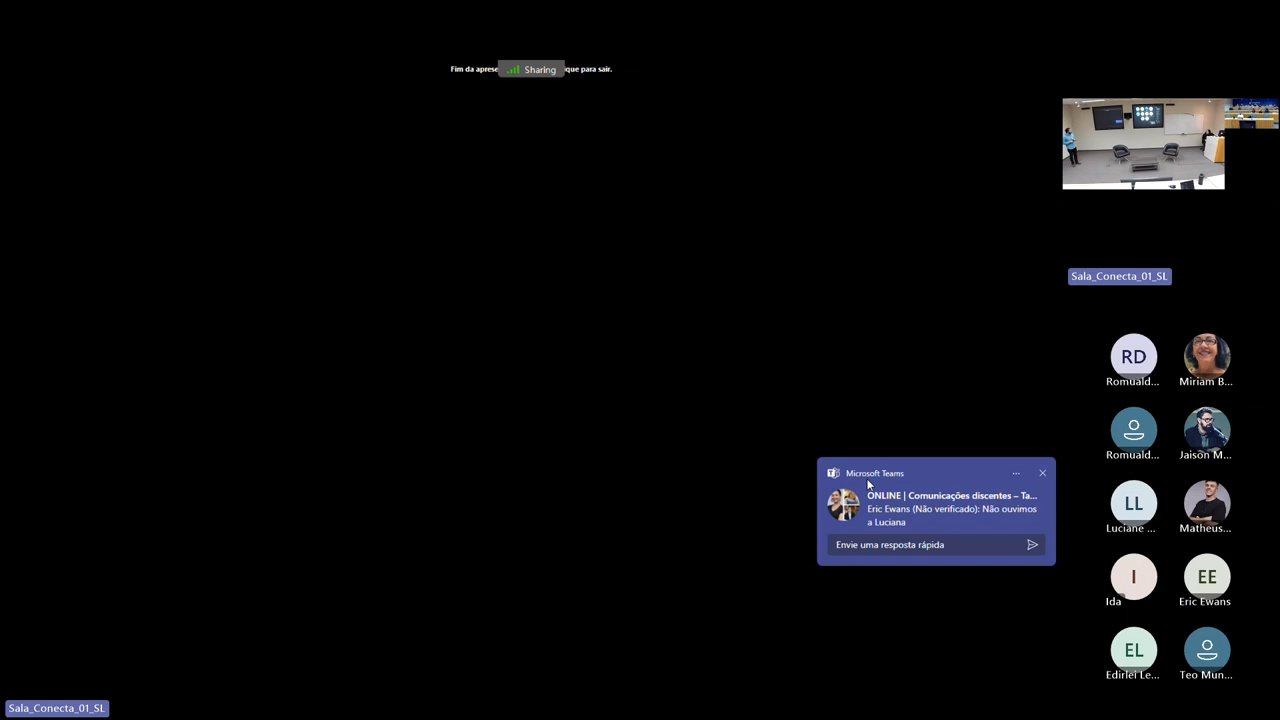 Fim da aprese
Sharing
que para sair.
Sala_Conecta_01_SL
RD
Romuald...
Miriam B...
Romuald...
Jaison M...
Microsoft Teams
ONLINE | Comunicações discentes – Ta...
Eric Ewans (Não verificado): Não ouvimos
a Luciana
Envie uma resposta rápida
LL
Luciane ...
Matheus...
I
Ida
EE
Eric Ewans
EL
Edirlei Le...
Teo Mun...
Sala_Conecta_01_SL